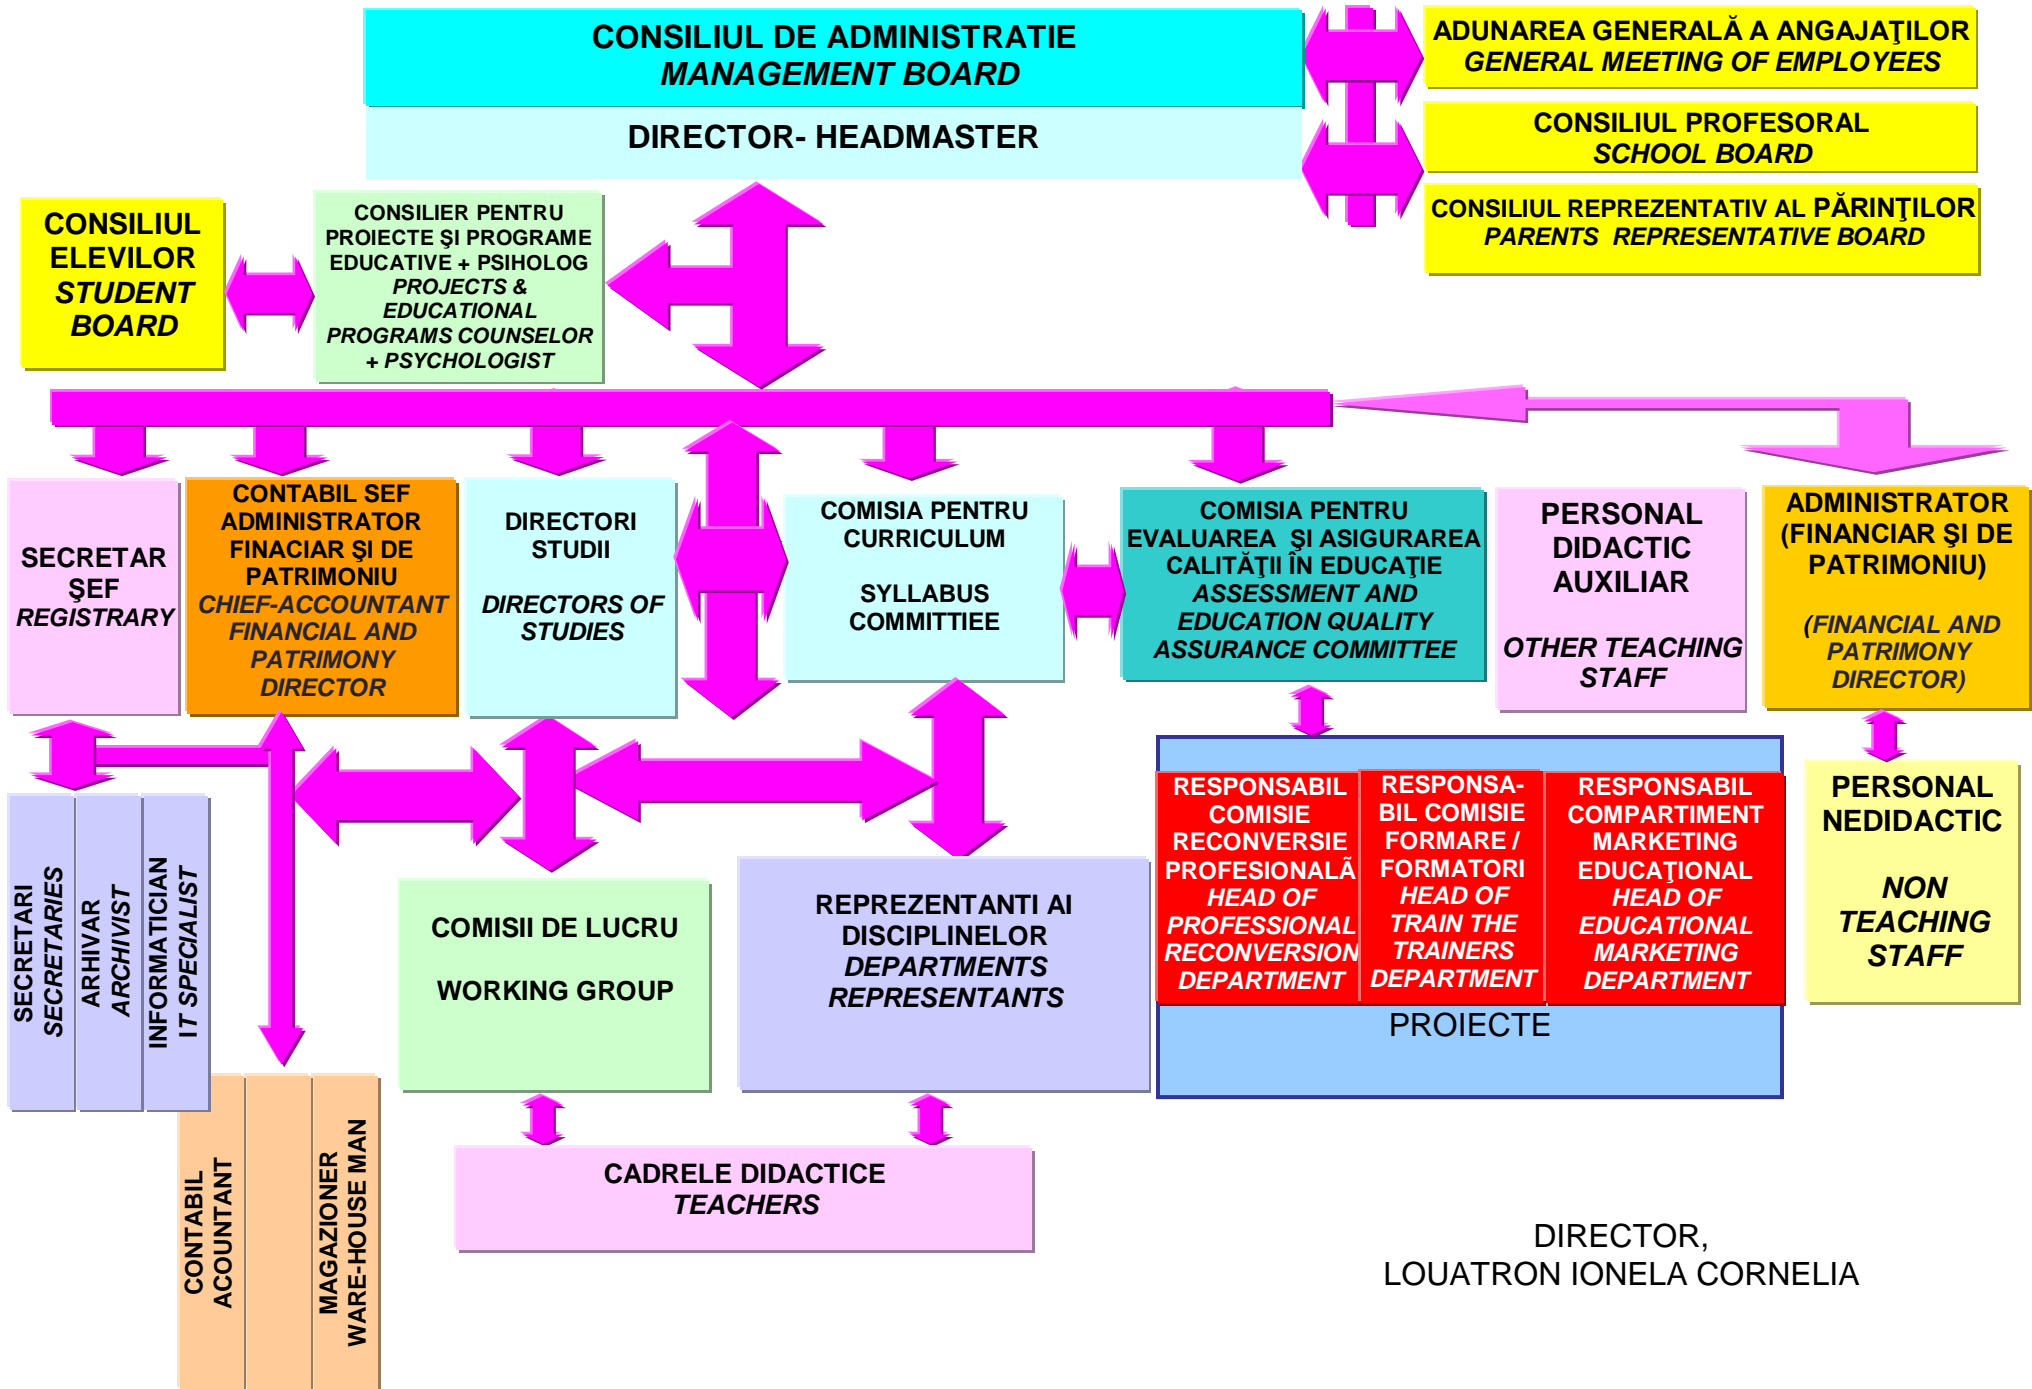 CONSILIUL DE ADMINISTRATIE
MANAGEMENT BOARD
DIRECTOR- HEADMASTER
ADUNAREA GENERALĂ A ANGAJAŢILOR
GENERAL MEETING OF EMPLOYEES
CONSILIUL PROFESORAL
SCHOOL BOARD
CONSILIUL REPREZENTATIV AL PĂRINŢILOR
PARENTS REPRESENTATIVE BOARD
CONSILIUL
ELEVILOR
STUDENT
BOARD
CONSILIER PENTRU
PROIECTE ŞI PROGRAME
EDUCATIVE + PSIHOLOG
PROJECTS &
EDUCATIONAL
PROGRAMS COUNSELOR
+ PSYCHOLOGIST
SECRETAR
ŞEF
REGISTRARY
CONTABIL SEF
ADMINISTRATOR
FINACIAR ŞI DE
PATRIMONIU
CHIEF-ACCOUNTANT
FINANCIAL AND
PATRIMONY
DIRECTOR
DIRECTORI
STUDII
DIRECTORS OF
STUDIES
COMISIA PENTRU
CURRICULUM
SYLLABUS
COMMITTIEE
COMISIA PENTRU
EVALUAREA ŞI ASIGURAREA
CALITĂŢII ÎN EDUCAŢIE
ASSESSMENT AND
EDUCATION QUALITY
ASSURANCE COMMITTEE
PERSONAL
DIDACTIC
AUXILIAR
OTHER TEACHING
STAFF
ADMINISTRATOR
(FINANCIAR ŞI DE
PATRIMONIU)
(FINANCIAL AND
PATRIMONY
DIRECTOR)
SECRETARI
SECRETARIES
ARHIVAR
ARCHIVIST
INFORMATICIAN
IT SPECIALIST
COMISII DE LUCRU
WORKING GROUP
REPREZENTANTI AI
DISCIPLINELOR
DEPARTMENTS
REPRESENTANTS
RESPONSABIL
COMISIE
RECONVERSIE
PROFESIONALÃ
HEAD OF
PROFESSIONAL
RECONVERSION
DEPARTMENT
RESPONSA-
BIL COMISIE
FORMARE /
FORMATORI
HEAD OF
TRAIN THE
TRAINERS
DEPARTMENT
RESPONSABIL
COMPARTIMENT
MARKETING
EDUCAŢIONAL
HEAD OF
EDUCATIONAL
MARKETING
DEPARTMENT
PROIECTE
PERSONAL
NEDIDACTIC
NON
TEACHING
STAFF
CONTABIL
ACOUNTANT
MAGAZIONER
WARE-HOUSE MAN
CADRELE DIDACTICE
TEACHERS
DIRECTOR,
LOUATRON IONELA CORNELIA